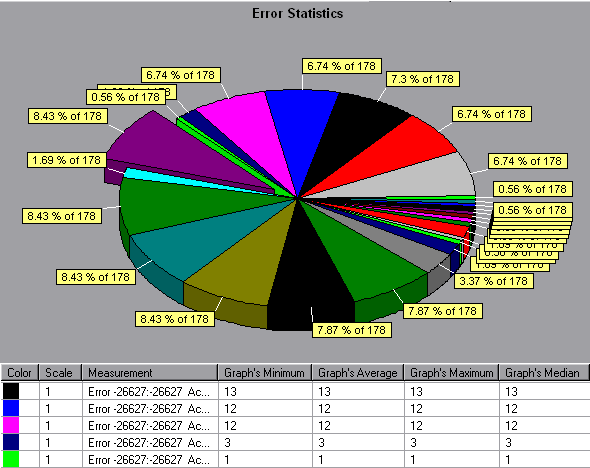 Error Statistics
6.74 % of 178
6.74 % of 178
7.3 % of 178
0.56 % of 178
8.43 % of 178
6.74 % of 178
1.69 % of 178
6.74 % of 178
0.56 % of 178
0.56 % of 178
8.43 % of 178
3.37 % of 178
8.43 % of 178
7.87 % of 178
8.43 % of 178
7.87 % of 178
Color Scale Measurement Graph's Minimum Graph's Average Graph's Maximum Graph's Median
1 Error -26627:-26627 Ac... 13 13 13 13
1 Error -26627:-26627 Ac... 12 12 12 12
1 Error -26627:-26627 Ac... 12 12 12 12
1 Error -26627:-26627 Ac... 3 3 3 3
1 Error -26627:-26627 Ac... 1 1 1 1